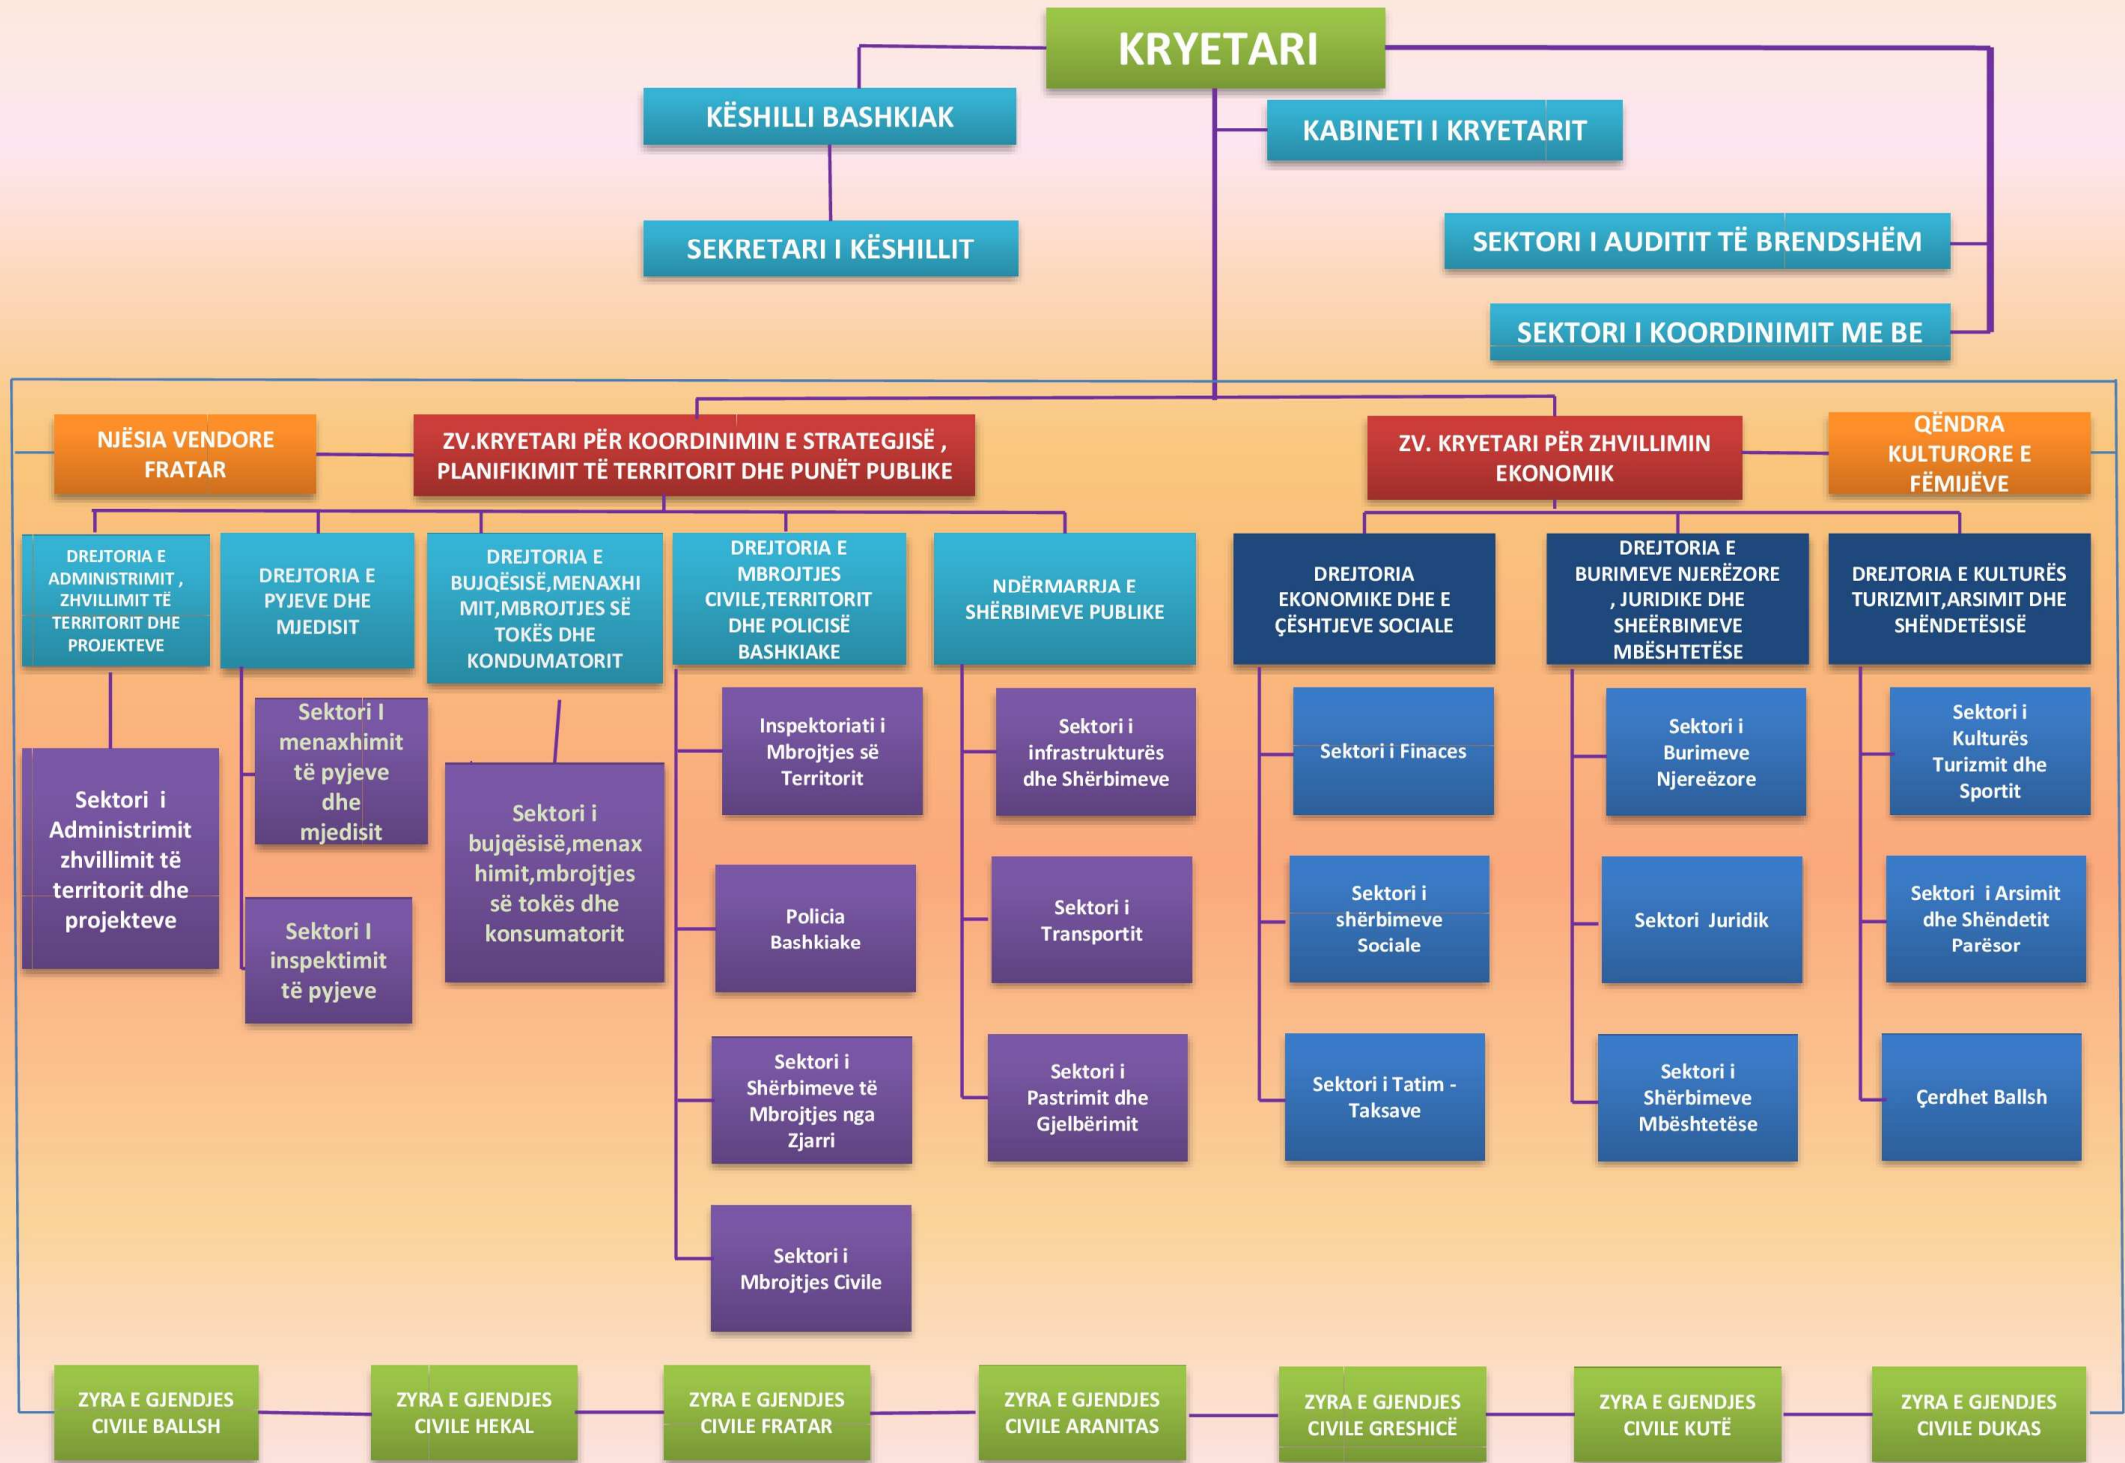 KRYETARI
KËSHILLI BASHKIAK
KABINETI I KRYETARIT
SEKRETARI I KËSHILLIT
SEKTORI I AUDITIT TË BRENDSHËM
SEKTORI I KOORDINIMIT ME BE
NJËSIA VENDORE
FRATAR
ZV.KRYETARI PËR KOORDINIMIN E STRATEGJISË ,
PLANIFIKIMIT TË TERRITORIT DHE PUNËT PUBLIKE
ZV. KRYETARI PËR ZHVILLIMIN
EKONOMIK
QËNDRA
KULTURORE E
FËMIJËVE
DREJTORIA E
ADMINISTRIMIT ,
ZHVILLIMIT TË
TERRITORIT DHE
PROJEKTEVE
DREJTORIA E
PYJEVE DHE
MJEDISIT
DREJTORIA E
BUJQËSISË,MENAXHI
MIT,MBROJTJES SË
TOKËS DHE
KONDUMATORIT
DREJTORIA E
MBROJTJES
CIVILE,TERRITORIT
DHE POLICISË
BASHKIAKE
NDËRMARRJA E
SHËRBIMEVE PUBLIKE
DREJTORIA
EKONOMIKE DHE E
ÇËSHTJEVE SOCIALE
DREJTORIA E
BURIMEVE NJERËZORE
, JURIDIKE DHE
SHEËRBIMEVE
MBËSHTETËSE
DREJTORIA E KULTURËS
TURIZMIT,ARSIMIT DHE
SHËNDETËSISË
Sektori i
Administrimit
zhvillimit të
territorit dhe
projekteve
Sektori I
menaxhimit
të pyjeve
dhe
mjedisit
Sektori I
inspektimit
të pyjeve
Sektori i
bujqësisë,menax
himit,mbrojtjes
së tokës dhe
konsumatorit
Inspektoriati i
Mbrojtjes së
Territorit
Policia
Bashkiake
Sektori i
Shërbimeve të
Mbrojtjes nga
Zjarri
Sektori i
Mbrojtjes Civile
Sektori i
infrastrukturës
dhe Shërbimeve
Sektori i
Transportit
Sektori i
Pastrimit dhe
Gjelbërimit
Sektori i Finaces
Sektori i
shërbimeve
Sociale
Sektori i Tatim -
Taksave
Sektori i
Burimeve
Njereëzore
Sektori Juridik
Sektori i
Shërbimeve
Mbështetëse
Sektori i
Kulturës
Turizmit dhe
Sportit
Sektori i Arsimit
dhe Shëndetit
Parësor
Çerdhet Ballsh
ZYRA E GJENDJES
CIVILE BALLSH
ZYRA E GJENDJES
CIVILE HEKAL
ZYRA E GJENDJES
CIVILE FRATAR
ZYRA E GJENDJES
CIVILE ARANITAS
ZYRA E GJENDJES
CIVILE GRESHICË
ZYRA E GJENDJES
CIVILE KUTË
ZYRA E GJENDJES
CIVILE DUKAS